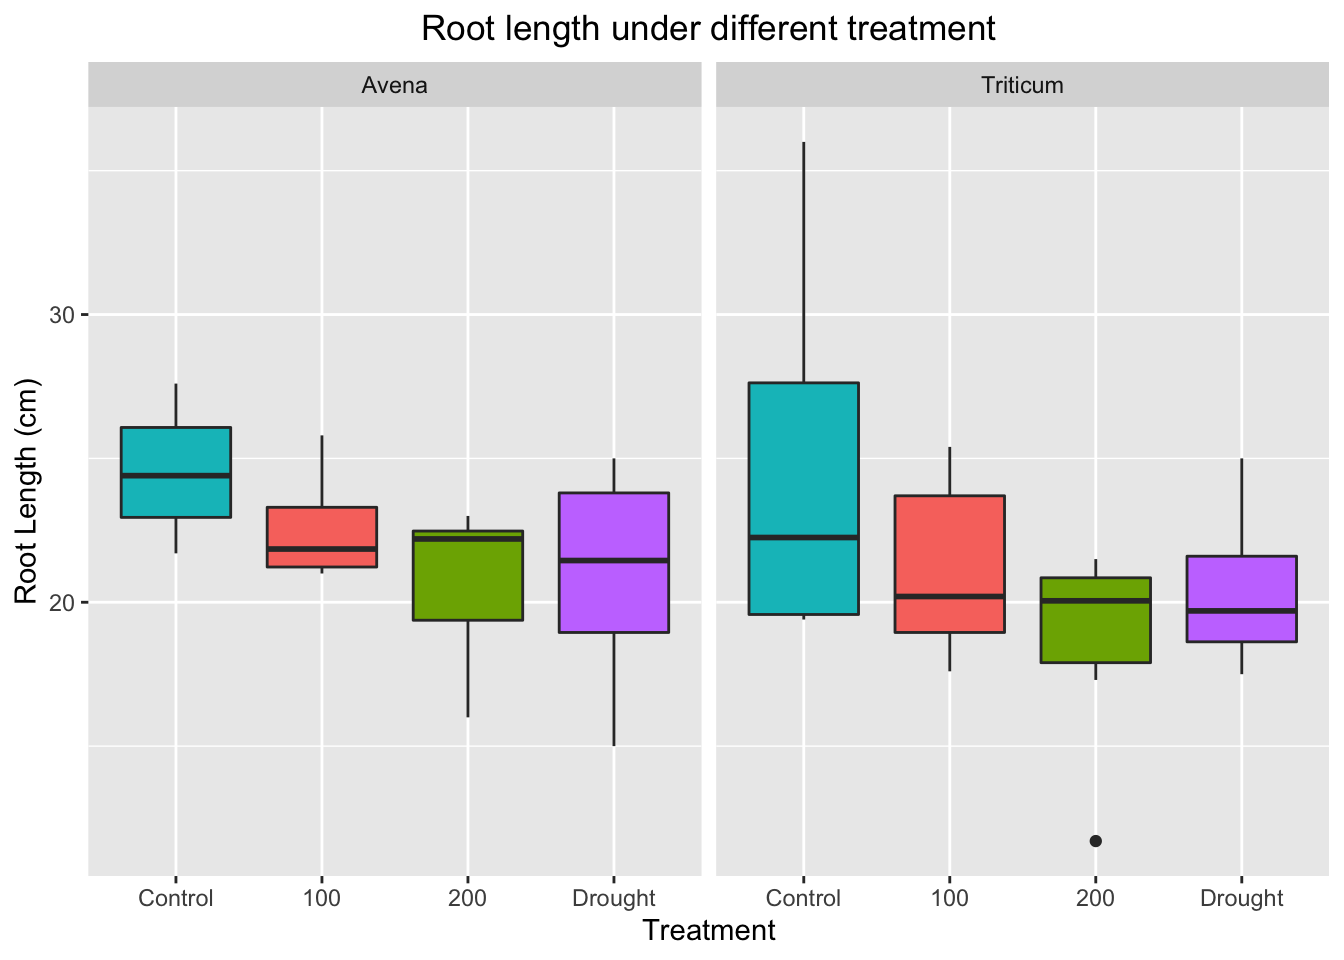 Root length under different treatment
Avena
Triticum
Root Length (cm)
30
20
Control
100
200
Drought
Control
100
200
Drought
Treatment